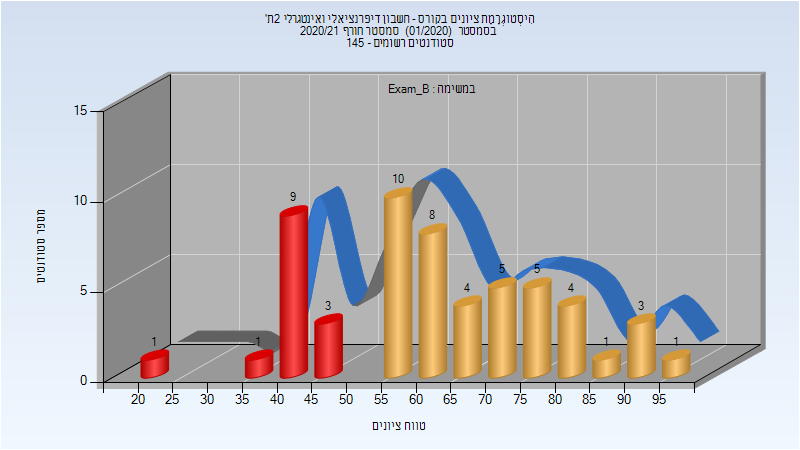 הִיסטוגְרַמַת ציונים בקורס - חשבון דיפרנציאלי ואינטגרלי 2ת'
בסמסטר (01/2020) סמסטר חורף 2020/21
סטודנטים רשומים - 145
במשימה : Exam_B
מספר סטודנטים
15
10
5
0
1
1
9
3
10
8
4
5
5
4
1
3
1
20 25 30 35 40 45 50 55 60 65 70 75 80 85 90 95
טווח ציונים